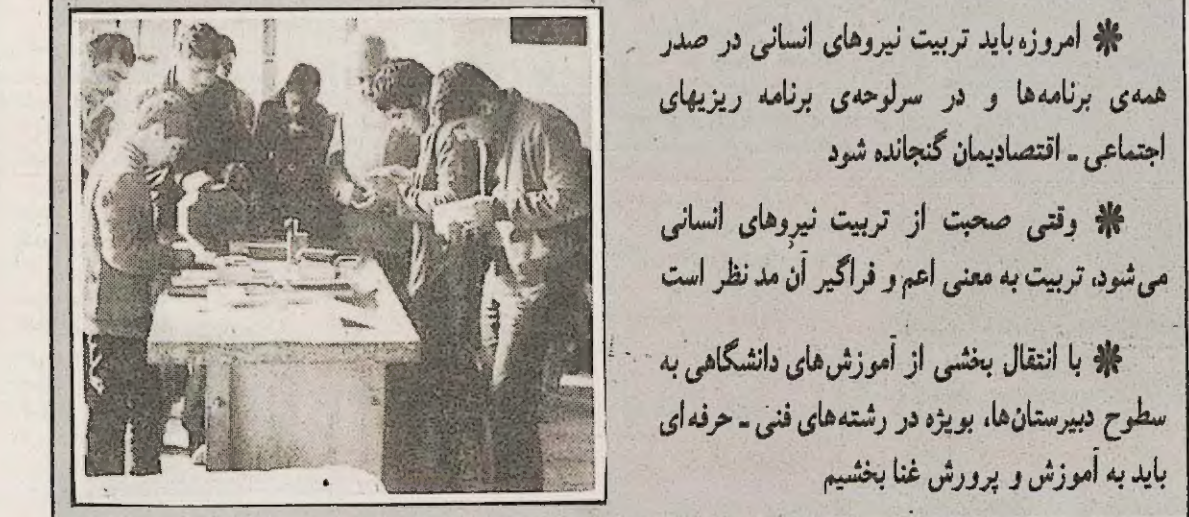 ❋ امروزه باید تربیت نیروهای انسانی در صدر
همه‌ی برنامه‌ها و در سرلوحه‌ی برنامه ریزیهای
اجتماعی ـ اقتصادیمان گنجانده شود
❋ وقتی صحبت از تربیت نیروهای انسانی
می‌شود، تربیت به معنی اعم و فراگیر آن مد نظر است
❋ با انتقال بخشی از آموزش‌های دانشگاهی به
سطوح دبیرستان‌ها، بویژه در رشته‌های فنی ـ حرفه‌ای
باید به آموزش و پرورش غنا بخشیم